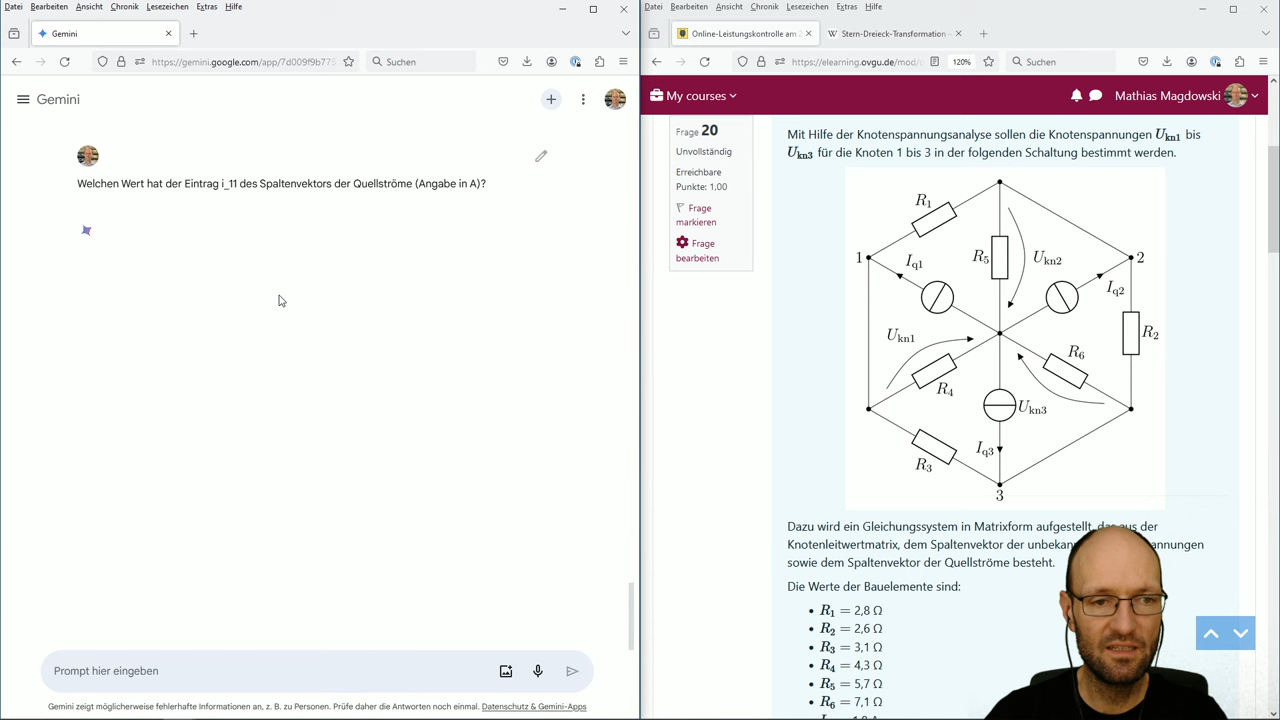 Datei Bearbeiten Ansicht Chronik Lesezeichen Extras Hilfe
Gemini
https://gemini.google.com/app/7d009f9b775
Suchen
Gemini
Welchen Wert hat der Eintrag i_11 des Spaltenvektors der Quellströme (Angabe in A)?
Prompt hier eingeben
Gemini zeigt möglicherweise fehlerhafte Informationen an, z. B. zu Personen. Prüfe daher die Antworten noch einmal. Datenschutz & Gemini-Apps
Datei Bearbeiten Ansicht Chronik Lesezeichen Extras Hilfe
Online-Leistungskontrolle am 2
Stern-Dreieck-Transformation –
https://elearning.ovgu.de/mod/
120%
Suchen
My courses
Mathias Magdowski
Frage 20
Unvollständig
Erreichbare
Punkte: 1,00
Frage
markieren
Frage
bearbeiten
Mit Hilfe der Knotenspannungsanalyse sollen die Knotenspannungen Ukn1 bis
Ukn3 für die Knoten 1 bis 3 in der folgenden Schaltung bestimmt werden.
R1
1
Iq1
R5
Ukn2
2
Iq2
R2
Ukn1
R6
R4
Ukn3
Iq3
R3
3
Dazu wird ein Gleichungssystem in Matrixform aufgestellt, das aus der
Knotenleitwertmatrix, dem Spaltenvektor der
sowie dem Spaltenvektor der Quellströme besteht.
Die Werte der Bauelemente sind:
• R1 = 2,8 Ω
• R2 = 2,6 Ω
• R3 = 3,1 Ω
• R4 = 4,3 Ω
• R5 = 5,7 Ω
• R6 = 7,1 Ω